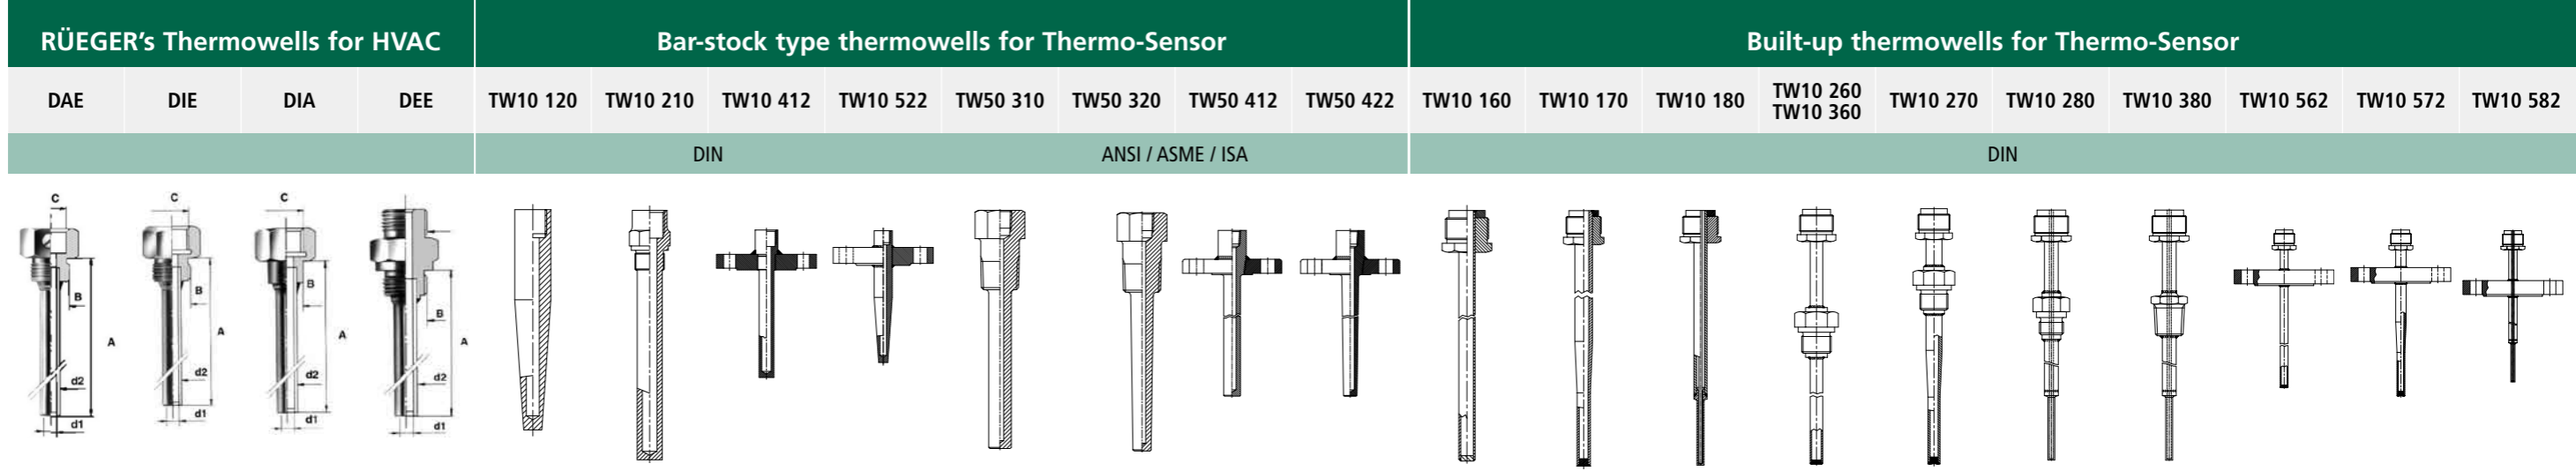 RÜEGER's Thermowells for HVAC
Bar-stock type thermowells for Thermo-Sensor
Built-up thermowells for Thermo-Sensor
DAE DIE DIA DEE TW10 120 TW10 210 TW10 412 TW10 522 TW50 310 TW50 320 TW50 412 TW50 422 TW10 160 TW10 170 TW10 180 TW10 260 TW10 270 TW10 280 TW10 380 TW10 562 TW10 572 TW10 582
TW10 360
DIN ANSI / ASME / ISA DIN
C C C
B B B B
A A A A
d2 d2 d2 d2
d1 d1 d1 d1